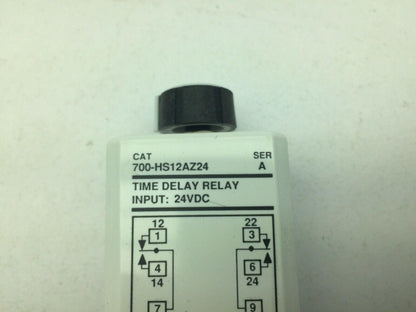 CAT SER
700-HS12AZ24 A
TIME DELAY RELAY
INPUT: 24VDC
12 22
1 3
4 6
14 24
7 9